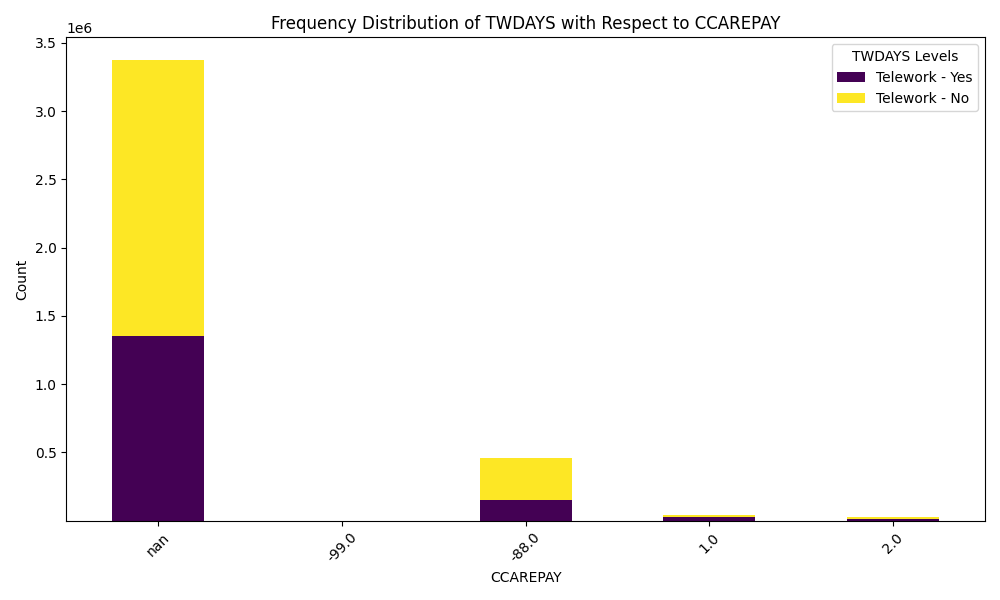 Frequency Distribution of TWDAYS with Respect to CCAREPAY
1e6
3.5
3.0
2.5
2.0
1.5
1.0
0.5
Count
TWDAYS Levels
Telework - Yes
Telework - No
nan
-99.0
-88.0
1.0
2.0
CCAREPAY